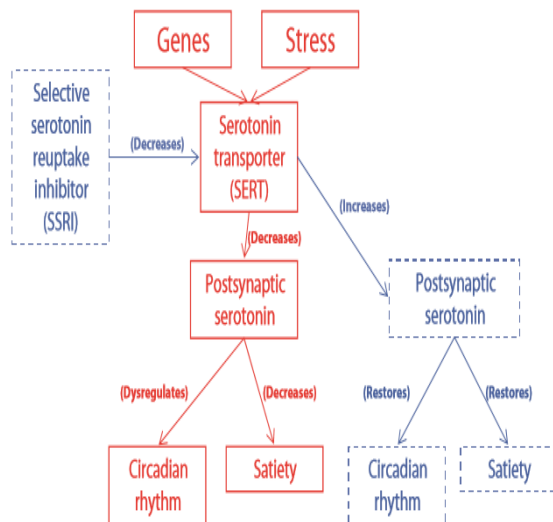 Genes
Stress
Selective
serotonin
reuptake
inhibitor
(SSRI)
(Decreases)
Serotonin
transporter
(SERT)
(Increases)
(Decreases)
Postsynaptic
serotonin
Postsynaptic
serotonin
(Dysregulates)
(Decreases)
(Restores)
(Restores)
Circadian
rhythm
Satiety
Circadian
rhythm
Satiety